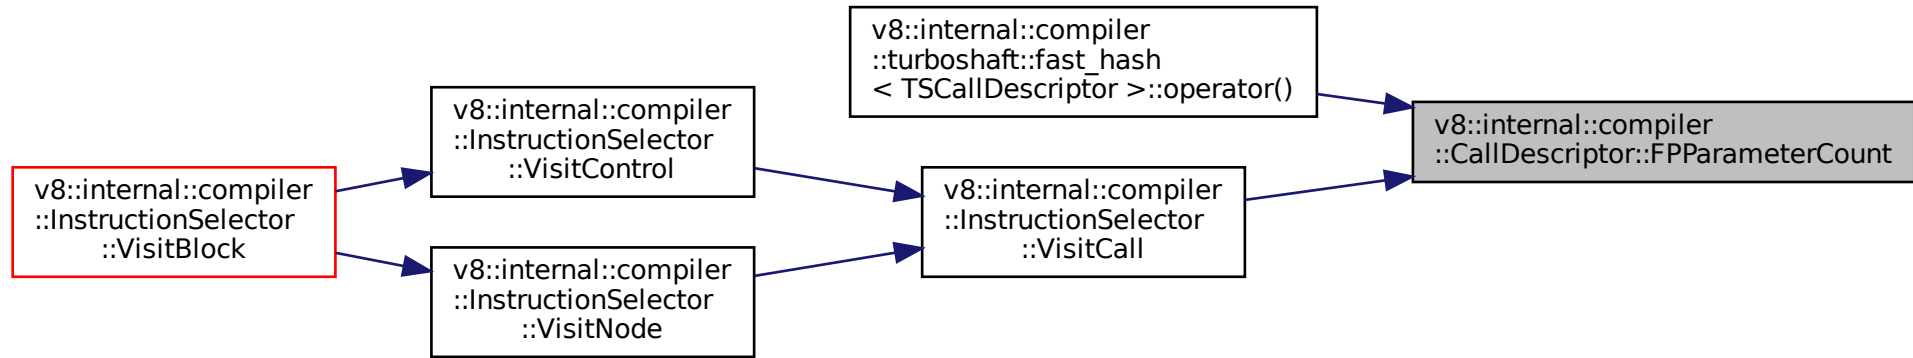 v8::internal::compiler
::turboshaft::fast_hash
< TSCallDescriptor >::operator()
v8::internal::compiler
::InstructionSelector
::VisitControl
v8::internal::compiler
::CallDescriptor::FPParameterCount
v8::internal::compiler
::InstructionSelector
::VisitBlock
v8::internal::compiler
::InstructionSelector
::VisitCall
v8::internal::compiler
::InstructionSelector
::VisitNode